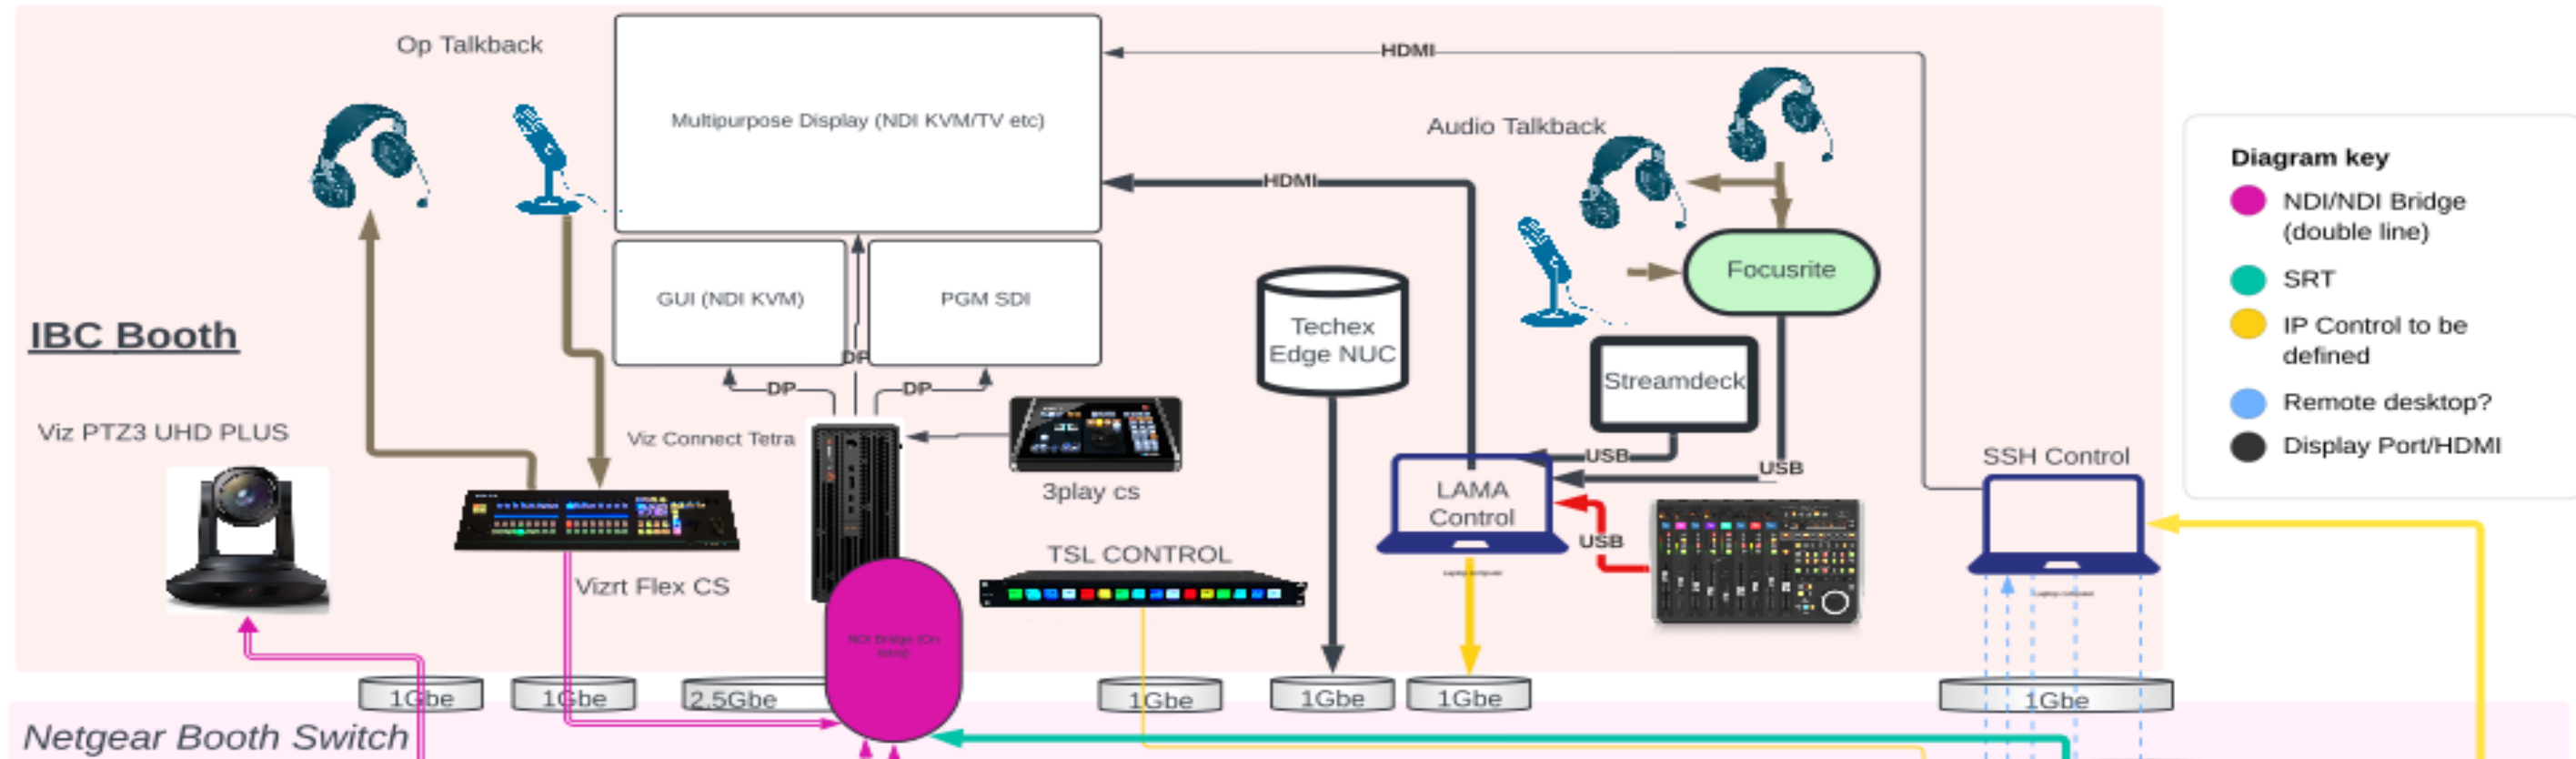 Op Talkback
HDMI
Multipurpose Display (NDI KVM/TV etc)
Audio Talkback
HDMI
Diagram key
NDI/NDI Bridge
(double line)
SRT
IP Control to be
defined
Remote desktop?
Display Port/HDMI
Focusrite
GUI (NDI KVM)
PGM SDI
IBC Booth
Techex
Edge NUC
DP
DP
DP
Streamdeck
Viz PTZ3 UHD PLUS
Viz Connect Tetra
3play cs
USB
USB
SSH Control
LAMA
Control
USB
TSL CONTROL
Vizrt Flex CS
NDI Bridge (On
tetra)
1Gbe
1Gbe
2.5Gbe
1Gbe
1Gbe
1Gbe
1Gbe
Netgear Booth Switch